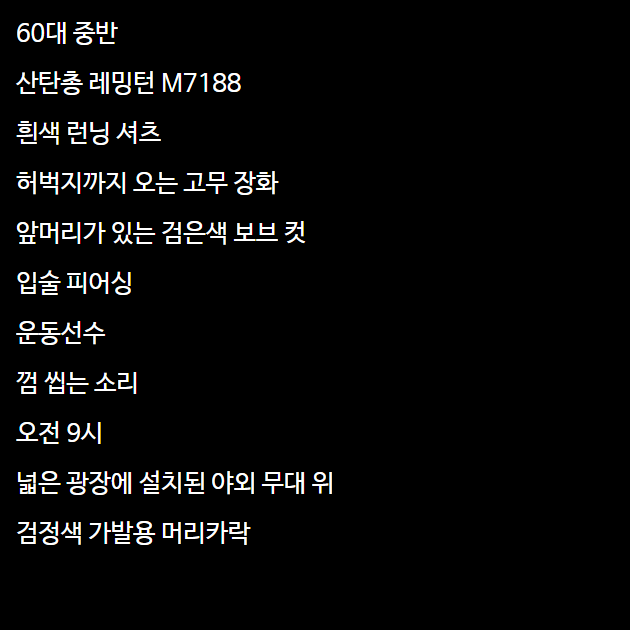 60대 중반
산탄총 레밍턴 M7188
흰색 런닝 셔츠
허벅지까지 오는 고무 장화
앞머리가 있는 검은색 보브 컷
입술 피어싱
운동선수
껌 씹는 소리
오전 9시
넓은 광장에 설치된 야외 무대 위
검정색 가발용 머리카락